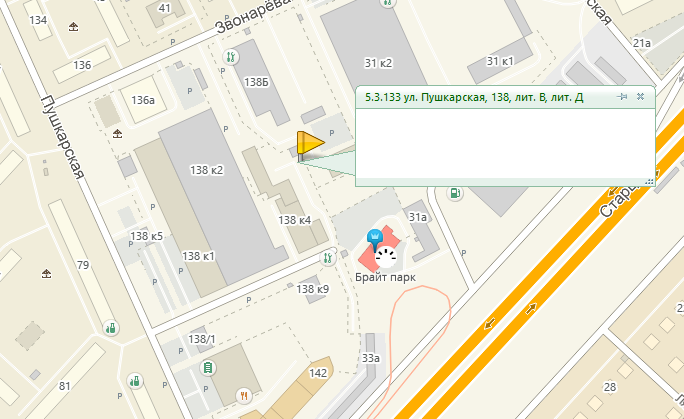 134
41
Звонарёва
ская
21а
136
138Б
31 к2
31 к1
136а
5.3.133 ул. Пушкарская, 138, лит. В, лит. Д
P
Пушкарская
138 к2
Стары
138 к4
31а
138 к5
138 к1
79
Брайт парк
138 к9
138/1
33а
142
81
28